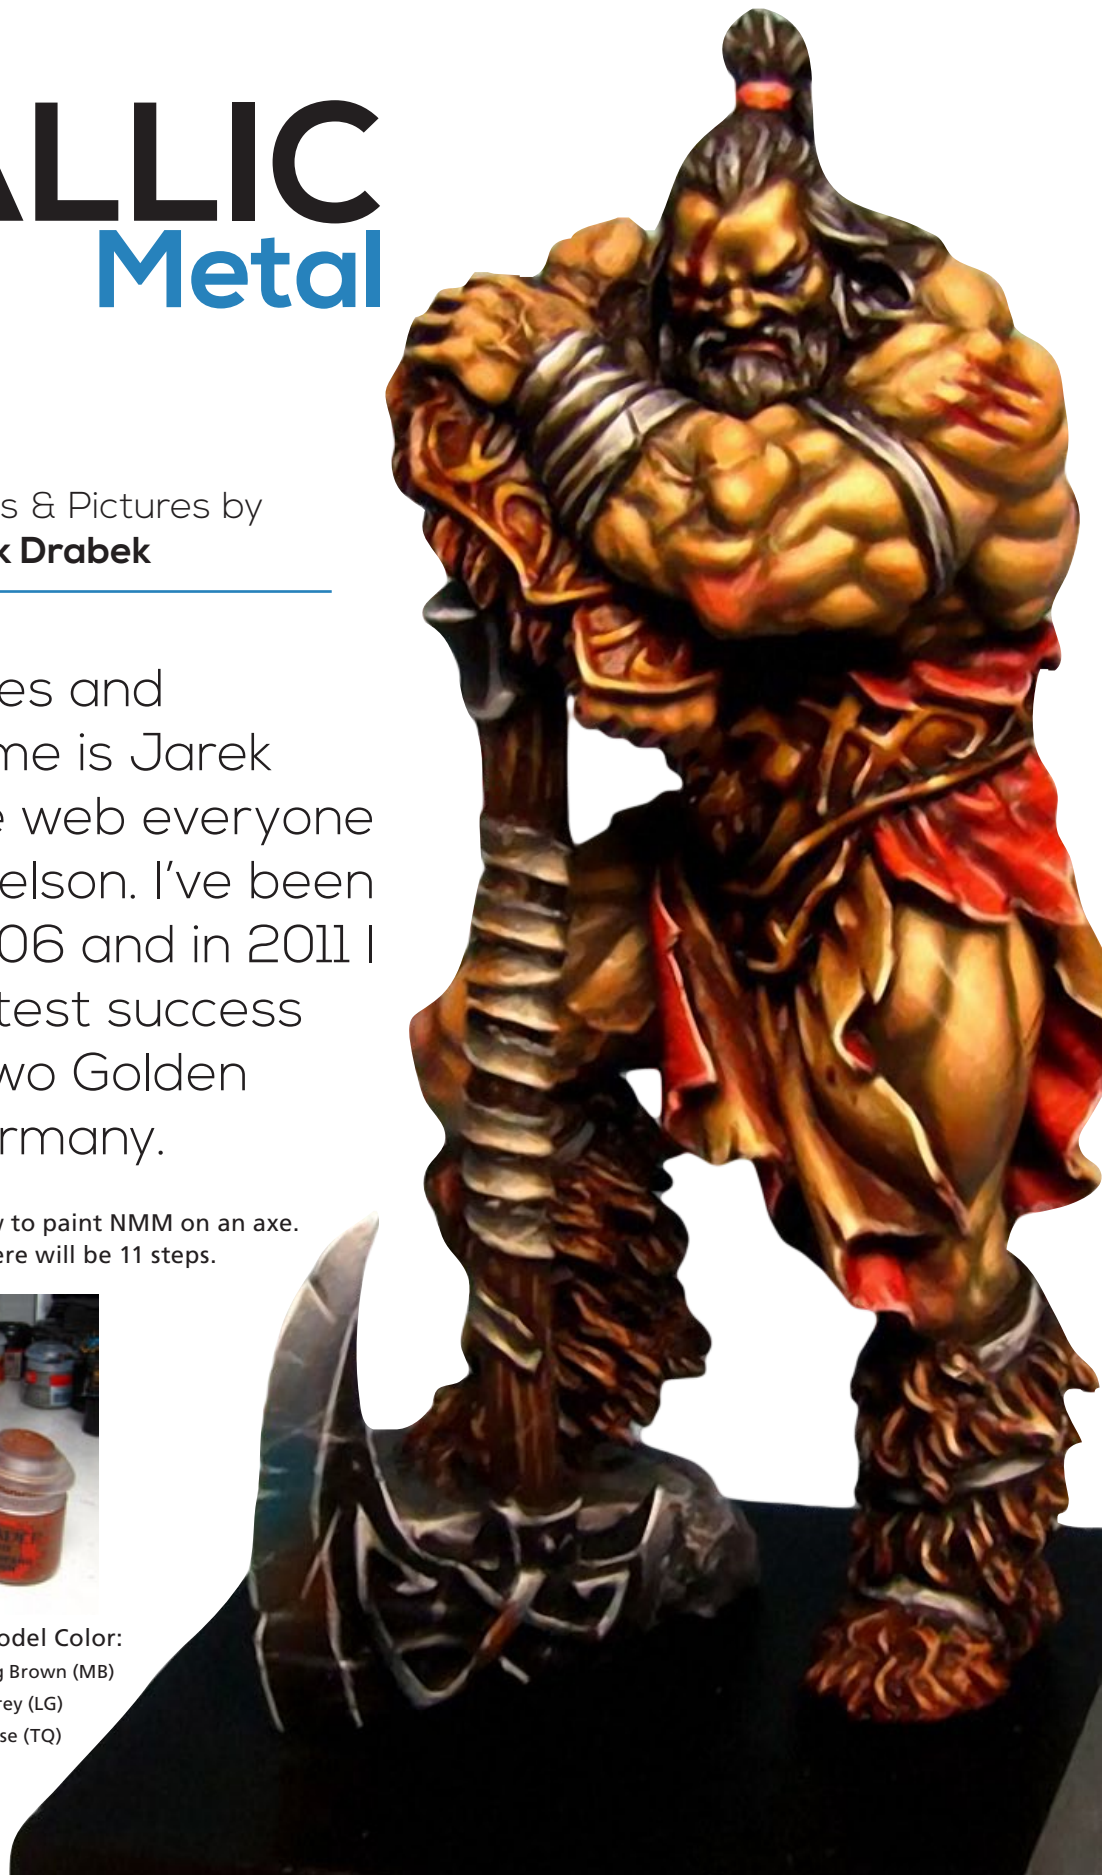 ALLIC
Metal
s & Pictures by
k Drabek
es and
me is Jarek
e web everyone
elson. I've been
06 and in 2011 I
test success
wo Golden
ermany.
w to paint NMM on an axe.
ere will be 11 steps.
odel Color:
g Brown (MB)
rey (LG)
se (TQ)